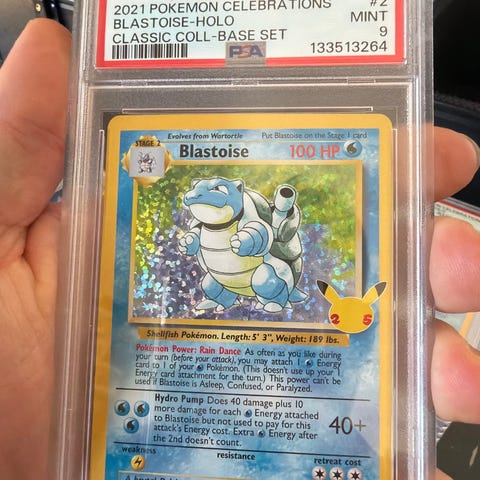 2021 POKEMON CELEBRATIONS #2
BLASTOISE-HOLO MINT
CLASSIC COLL-BASE SET 9
PSA 133513264
Evolves from Wartortle Put Blastoise on the Stage 1 card
STAGE 2
Blastoise 100 HP
25
Shellfish Pokémon. Length: 5' 3", Weight: 189 lbs.
Pokémon Power: Rain Dance As often as you like during
your turn (before your attack), you may attach 1 Energy
card to 1 of your Pokémon. (This doesn't use up your 1
Energy card attachment for the turn.) This power can't be
used if Blastoise is Asleep, Confused, or Paralyzed.
Hydro Pump Does 40 damage plus 10
more damage for each Energy attached
to Blastoise but not used to pay for this
attack's Energy cost. Extra Energy after
the 2nd doesn't count.
40+
weakness resistance retreat cost